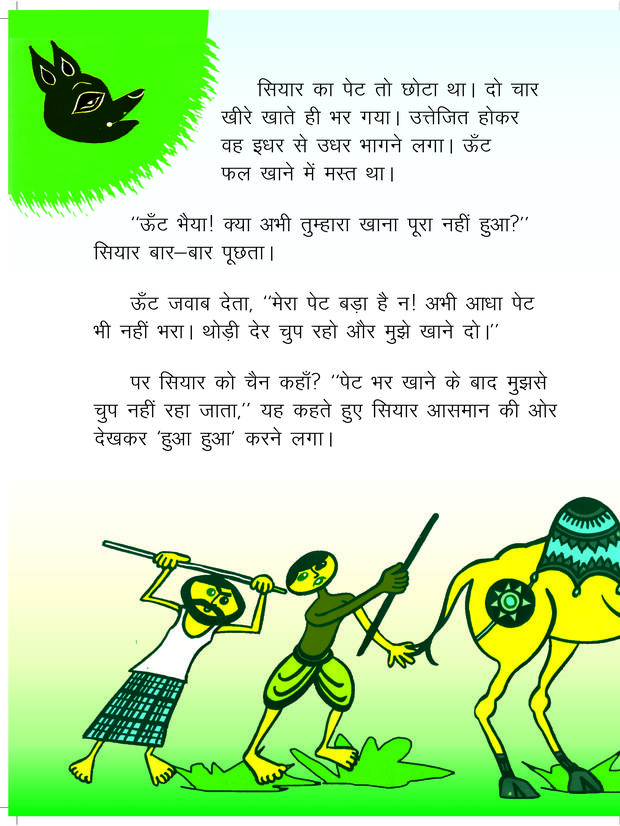 सियार का पेट तो छोटा था। दो चार
खीरे खाते ही भर गया। उत्तेजित होकर
वह इधर से उधर भागने लगा। ऊँट
फल खाने में मस्त था।
“ऊँट भैया! क्या अभी तुम्हारा खाना पूरा नहीं हुआ?”
सियार बार–बार पूछता।
ऊँट जवाब देता, “मेरा पेट बड़ा है न! अभी आधा पेट
भी नहीं भरा। थोड़ी देर चुप रहो और मुझे खाने दो।”
पर सियार को चैन कहाँ? “पेट भर खाने के बाद मुझसे
चुप नहीं रहा जाता,” यह कहते हुए सियार आसमान की ओर
देखकर ‘हुआ हुआ’ करने लगा।